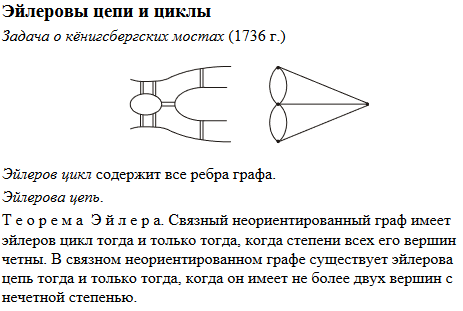 Эйлеровы цепи и циклы
Задача о кёнигсбергских мостах (1736 г.)
Эйлеров цикл содержит все ребра графа.
Эйлерова цепь.
Т е о р е м а Э й л е р а. Связный неориентированный граф имеет
эйлеров цикл тогда и только тогда, когда степени всех его вершин
четны. В связном неориентированном графе существует эйлерова
цепь тогда и только тогда, когда он имеет не более двух вершин с
нечетной степенью.